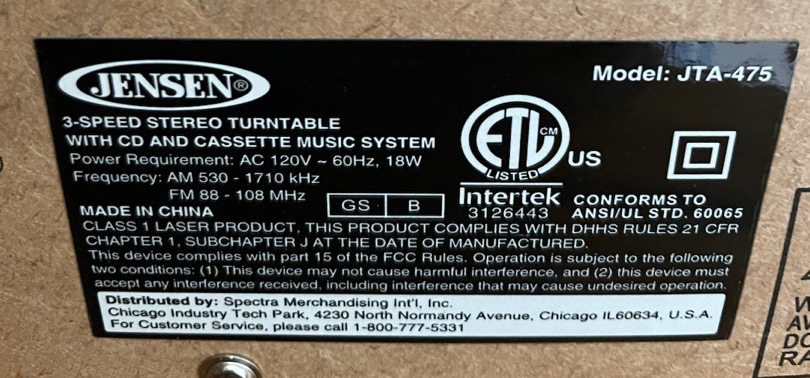 JENSEN®
Model: JTA-475
3-SPEED STEREO TURNTABLE
WITH CD AND CASSETTE MUSIC SYSTEM
Power Requirement: AC 120V ~ 60Hz, 18W
Frequency: AM 530 - 1710 kHz
FM 88 - 108 MHz
GS B
MADE IN CHINA
ETL CM
LISTED
US
Intertek
3126443
CONFORMS TO
ANSI/UL STD. 60065
CLASS 1 LASER PRODUCT, THIS PRODUCT COMPLIES WITH DHHS RULES 21 CFR
CHAPTER 1, SUBCHAPTER J AT THE DATE OF MANUFACTURED.
This device complies with part 15 of the FCC Rules. Operation is subject to the following
two conditions: (1) This device may not cause harmful interference, and (2) this device must
accept any interference received, including interference that may cause undesired operation.
Distributed by: Spectra Merchandising Int'l, Inc.
Chicago Industry Tech Park, 4230 North Normandy Avenue, Chicago IL60634, U.S.A.
For Customer Service, please call 1-800-777-5331